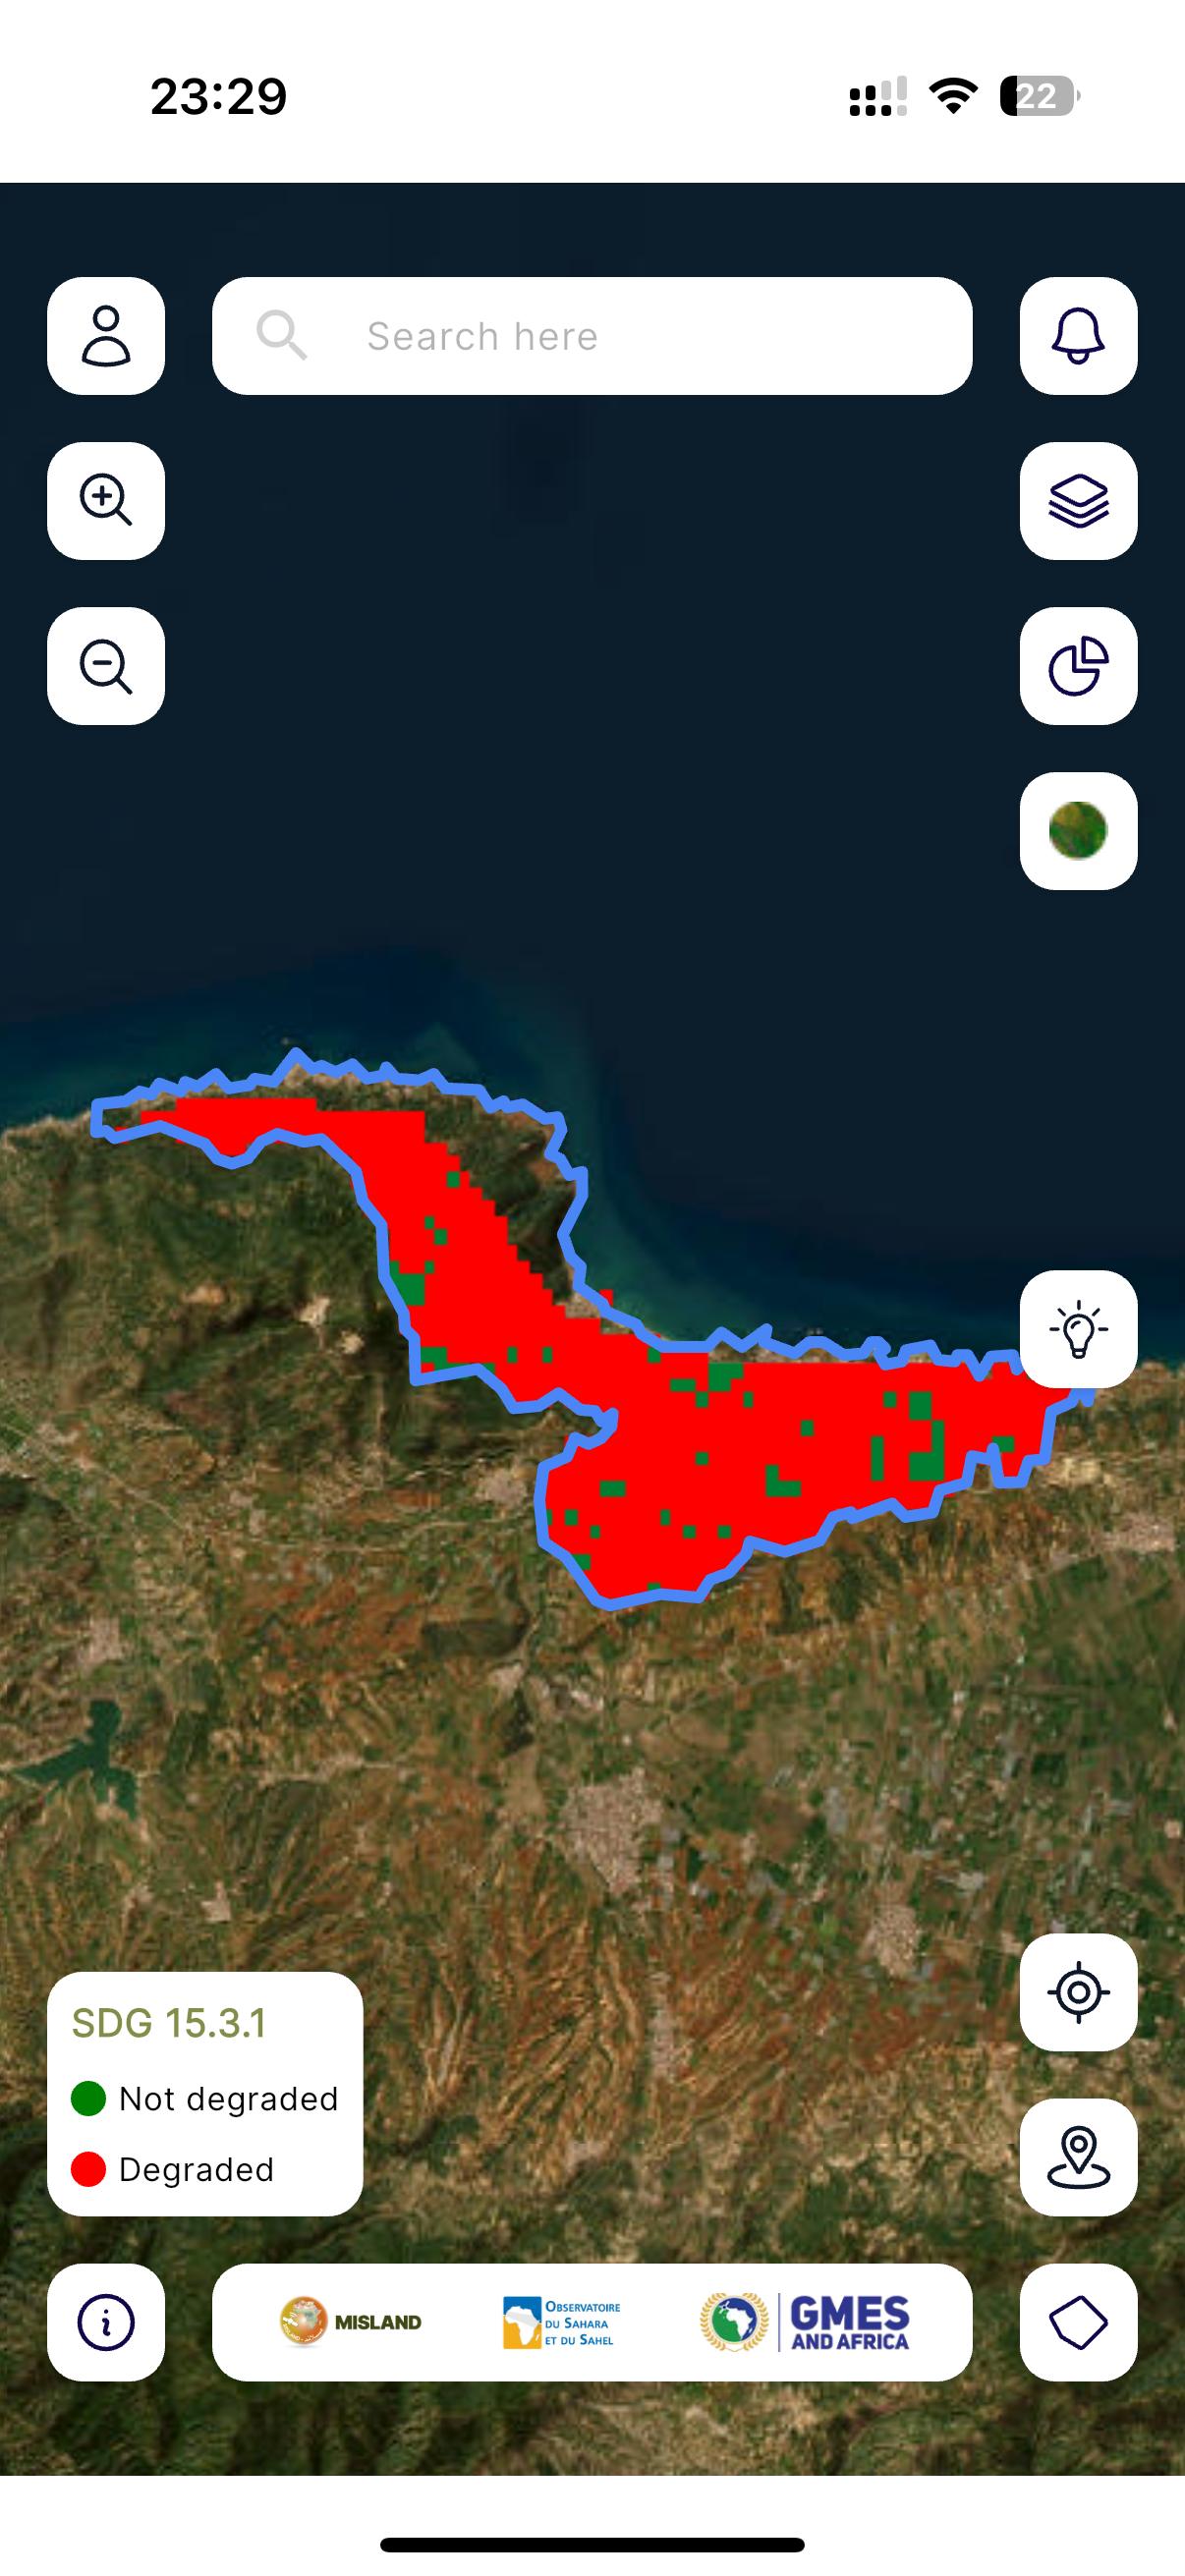 23:29
22
Search here
SDG 15.3.1
Not degraded
Degraded
MISLAND
OBSERVATOIRE
DU SAHARA
ET DU SAHEL
GMES
AND AFRICA